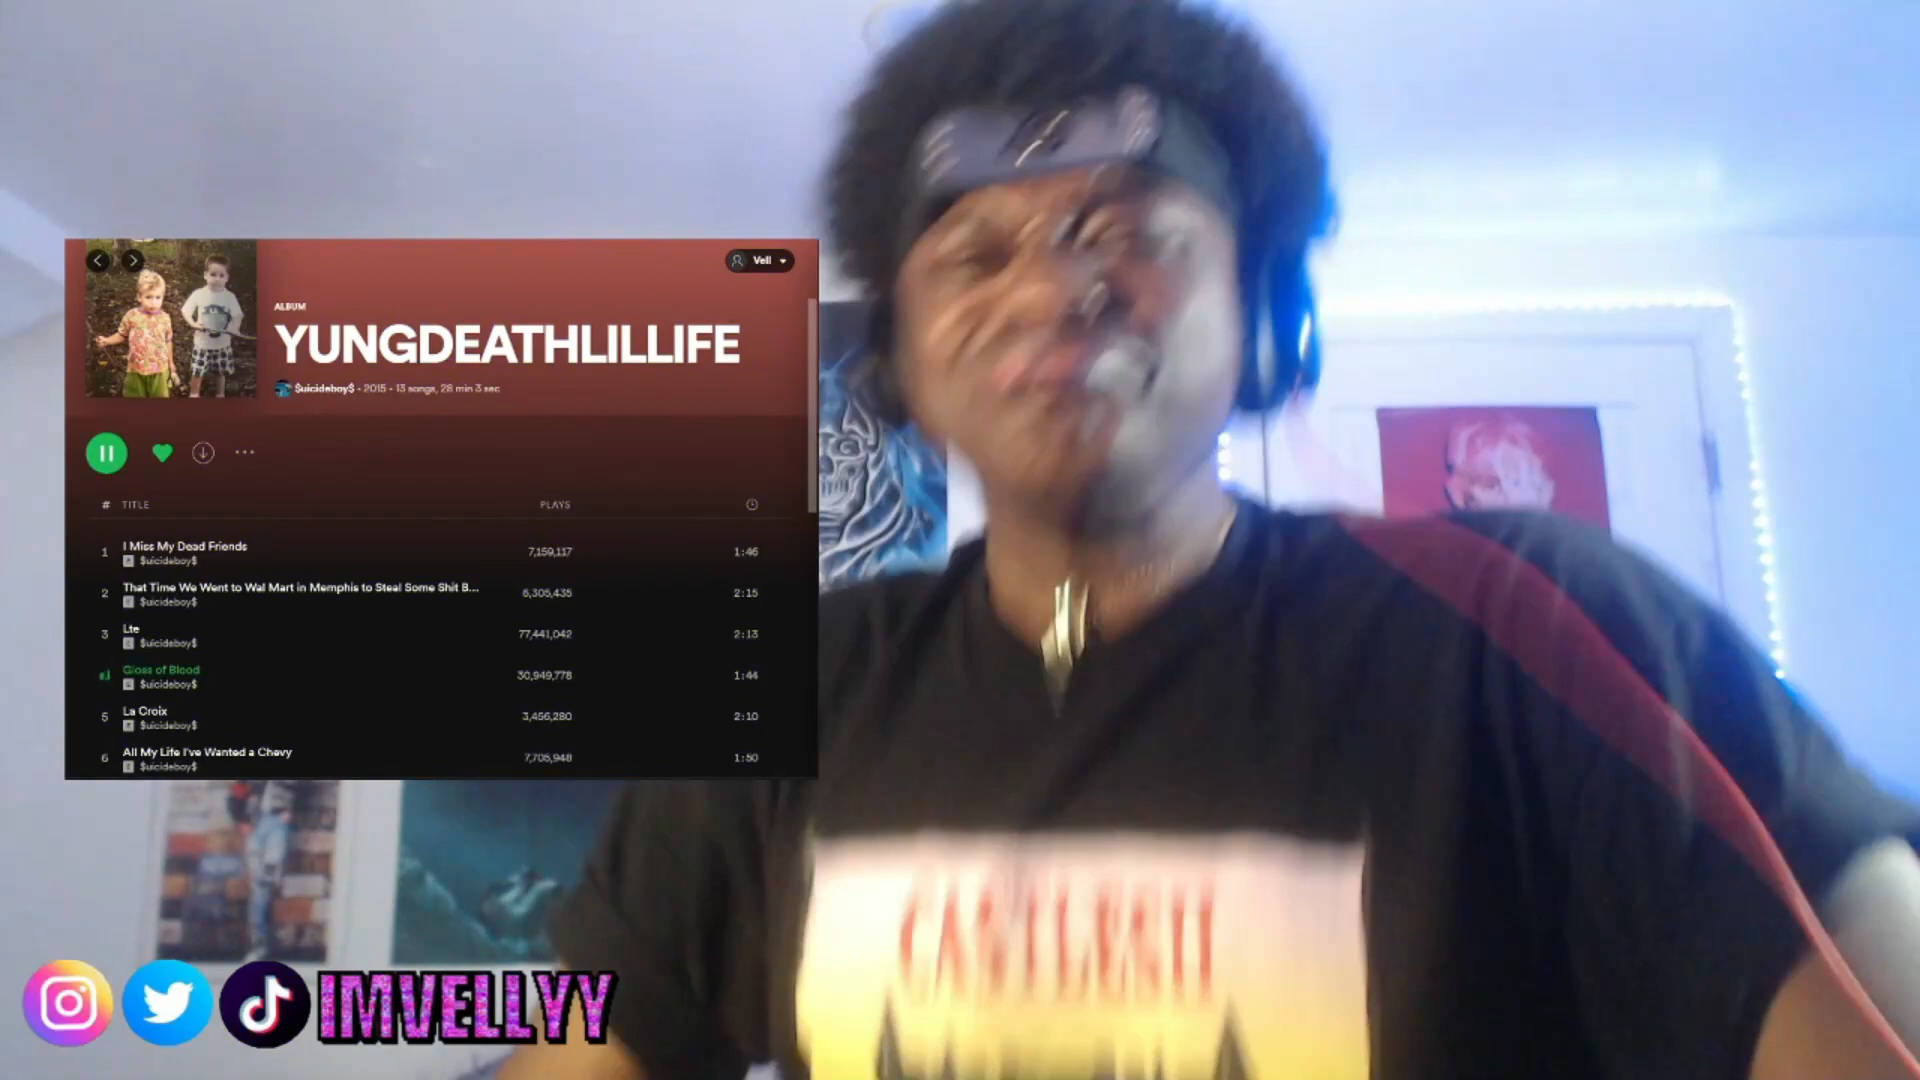 Vell
ALBUM
YUNGDEATHLILLIFE
$uicideboy$ • 2015 • 13 songs, 28 min 3 sec
# TITLE PLAYS
1 I Miss My Dead Friends 7,159,117 1:46
E $uicideboy$
2 That Time We Went to Wal Mart in Memphis to Steal Some Shit B... 6,305,435 2:15
E $uicideboy$
3 Lte 77,441,042 2:13
E $uicideboy$
Gloss of Blood 30,949,778 1:44
E $uicideboy$
5 La Croix 3,456,280 2:10
E $uicideboy$
6 All My Life I've Wanted a Chevy 7,705,948 1:50
E $uicideboy$
IMVELLYY